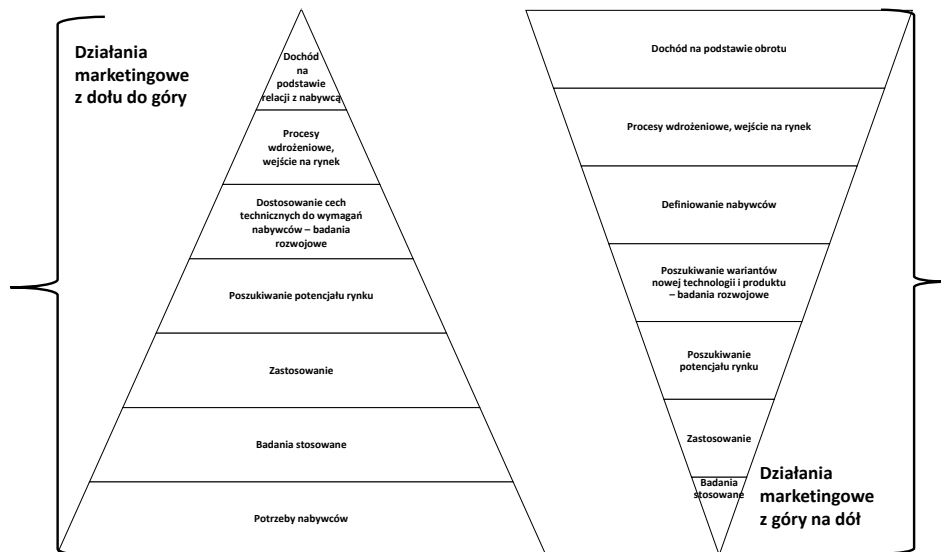 Działania
marketingowe
z dołu do góry
Dochód
na
podstawie
relacji z nabywcą
Procesy
wdrożeniowe,
wejście na rynek
Dostosowanie cech
technicznych do wymagań
nabywców – badania
rozwojowe
Poszukiwanie potencjału rynku
Zastosowanie
Badania stosowane
Potrzeby nabywców
Dochód na podstawie obrotu
Procesy wdrożeniowe, wejście na rynek
Definiowanie nabywców
Poszukiwanie wariantów
nowej technologii i produktu
– badania rozwojowe
Poszukiwanie
potencjału rynku
Zastosowanie
Badania
stosowane
Działania
marketingowe
z góry na dół